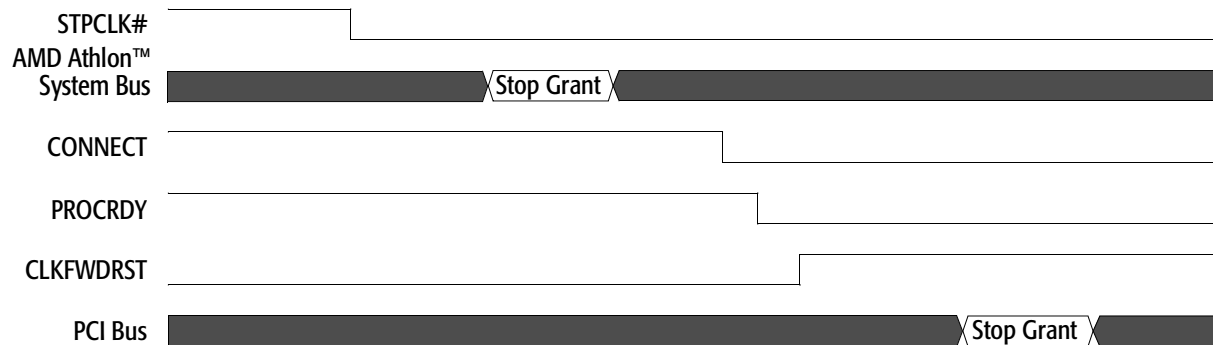 STPCLK#
AMD Athlon™
System Bus
Stop Grant
CONNECT
PROCRDY
CLKFWDRST
PCI Bus
Stop Grant